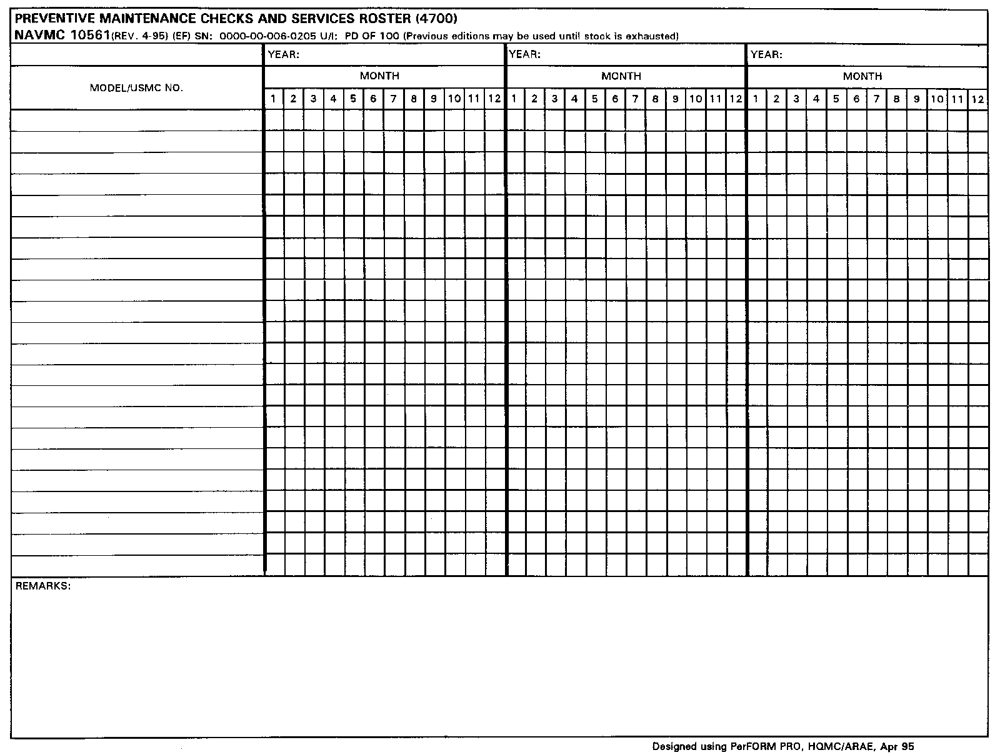 PREVENTIVE MAINTENANCE CHECKS AND SERVICES ROSTER (4700)
NAVMC 10561(REV. 4-95) (EF) SN: 0000-00-006-0205 U/I: PD OF 100 (Previous editions may be used until stock is exhausted)
YEAR: YEAR: YEAR:
MODEL/USMC NO.
MONTH MONTH MONTH
1 2 3 4 5 6 7 8 9 10 11 12 1 2 3 4 5 6 7 8 9 10 11 12 1 2 3 4 5 6 7 8 9 10 11 12
REMARKS:
Designed using PerFORM PRO, HQMC/ARAE, Apr 95